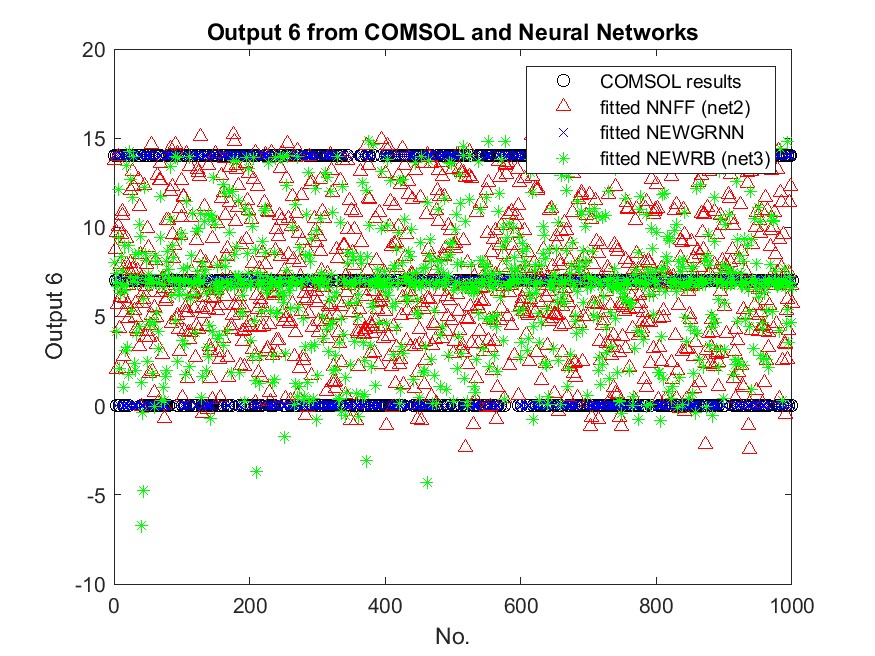 Output 6 from COMSOL and Neural Networks
20
15
10
5
0
-5
-10
Output 6
COMSOL results
fitted NNFF (net2)
fitted NEWGRNN
fitted NEWRB (net3)
0 200 400 600 800 1000
No.